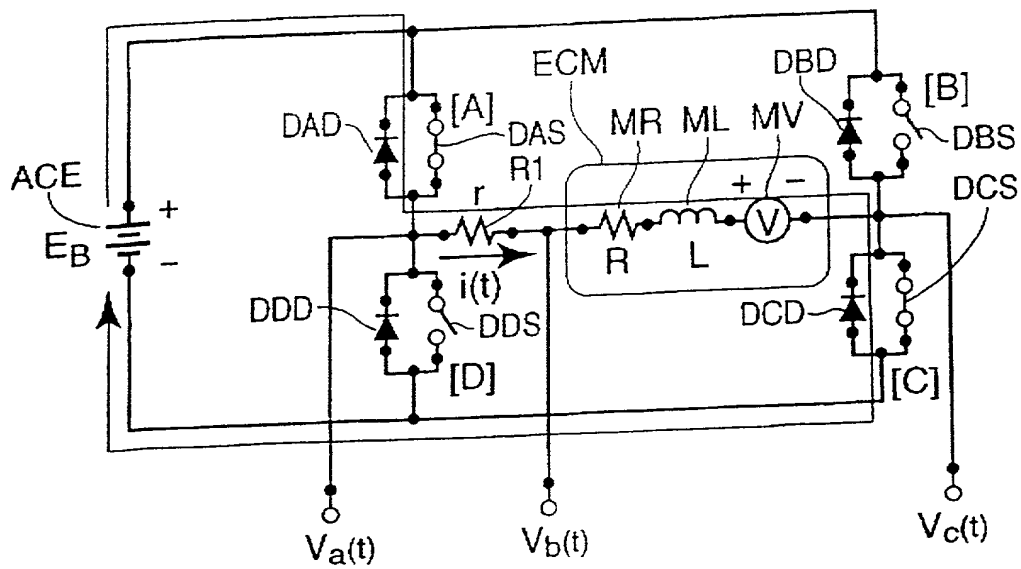 ECM
DBD
[A]
[B]
DAD
DAS
MR
ML
MV
DBS
ACE
R1
r
+
−
DCS
+
E_B
−
V
R
L
i(t)
DDD
DDS
DCD
[D]
[C]
V_a(t)
V_b(t)
V_c(t)